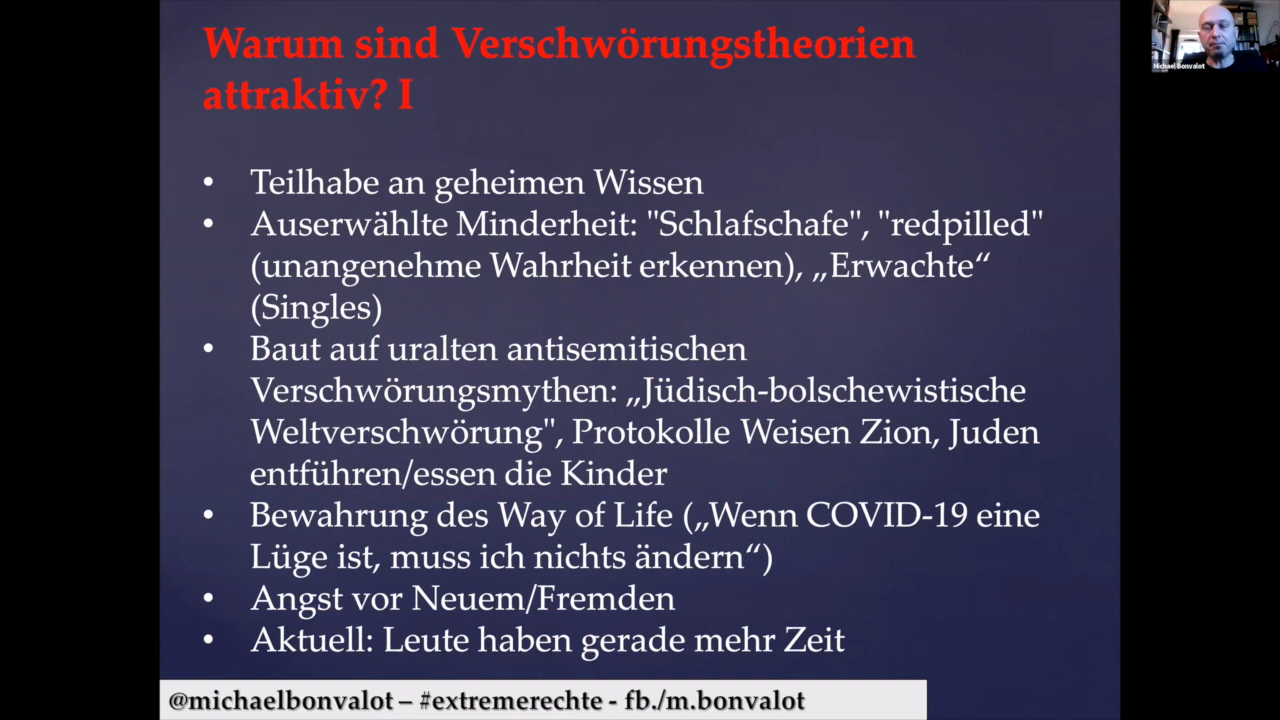 Warum sind Verschwörungstheorien
attraktiv? I
• Teilhabe an geheimen Wissen
• Auserwählte Minderheit: "Schlafschafe", "redpilled"
(unangenehme Wahrheit erkennen), „Erwachte“
(Singles)
• Baut auf uralten antisemitischen
Verschwörungsmythen: „Jüdisch-bolschewistische
Weltverschwörung", Protokolle Weisen Zion, Juden
entführen/essen die Kinder
• Bewahrung des Way of Life („Wenn COVID-19 eine
Lüge ist, muss ich nichts ändern“)
• Angst vor Neuem/Fremden
• Aktuell: Leute haben gerade mehr Zeit
@michaelbonvalot – #extremerechte - fb./m.bonvalot
Michael Bonvalot